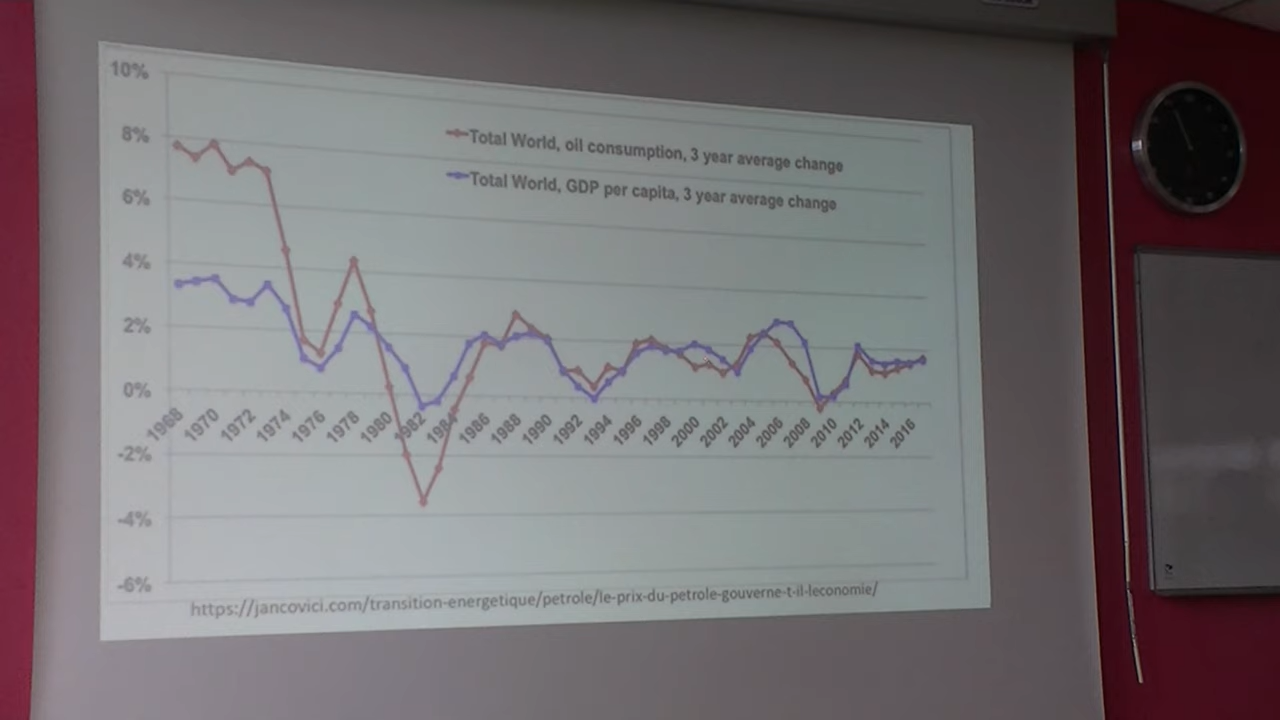 10%
8%
6%
4%
2%
0%
-2%
-4%
-6%
Total World, oil consumption, 3 year average change
Total World, GDP per capita, 3 year average change
1968 1970 1972 1974 1976 1978 1980 1982 1984 1986 1988 1990 1992 1994 1996 1998 2000 2002 2004 2006 2008 2010 2012 2014 2016
https://jancovici.com/transition-energetique/petrole/le-prix-du-petrole-gouverne-t-il-leconomie/